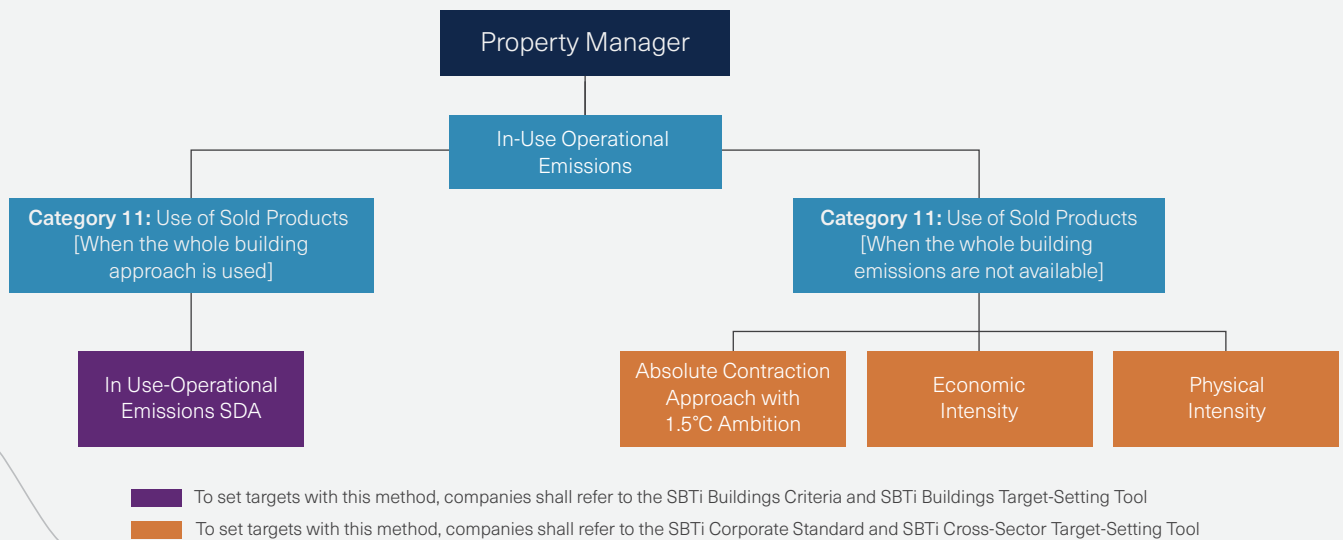 Property Manager
In-Use Operational
Emissions
Category 11: Use of Sold Products
[When the whole building
approach is used]
Category 11: Use of Sold Products
[When the whole building
emissions are not available]
In Use-Operational
Emissions SDA
Absolute Contraction
Approach with
1.5°C Ambition
Economic
Intensity
Physical
Intensity
To set targets with this method, companies shall refer to the SBTi Buildings Criteria and SBTi Buildings Target-Setting Tool
To set targets with this method, companies shall refer to the SBTi Corporate Standard and SBTi Cross-Sector Target-Setting Tool